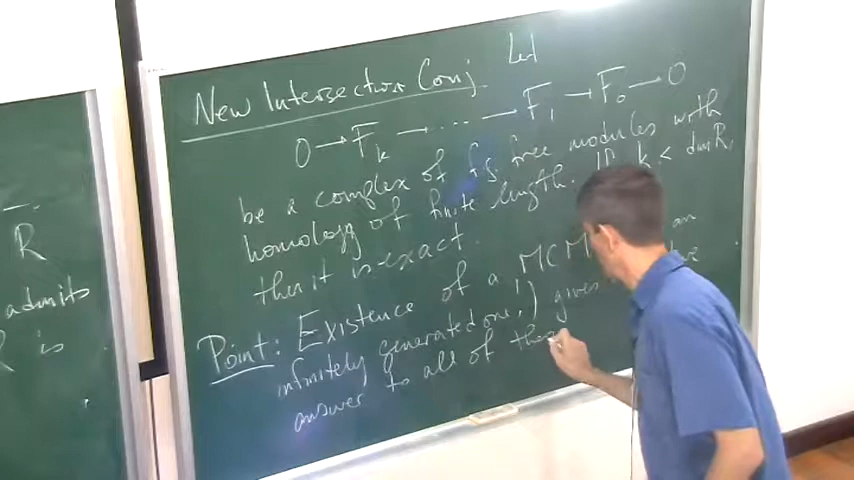 R
admits
R is
New Intersection Conj. Let
0 → F_k → ... → F_1 → F_0 → 0
be a complex of f.g. free modules with
homology of finite length. If k < dim R,
then it is exact.
Point: Existence of a MCM an
infinitely generated one,) gives
answer to all of the